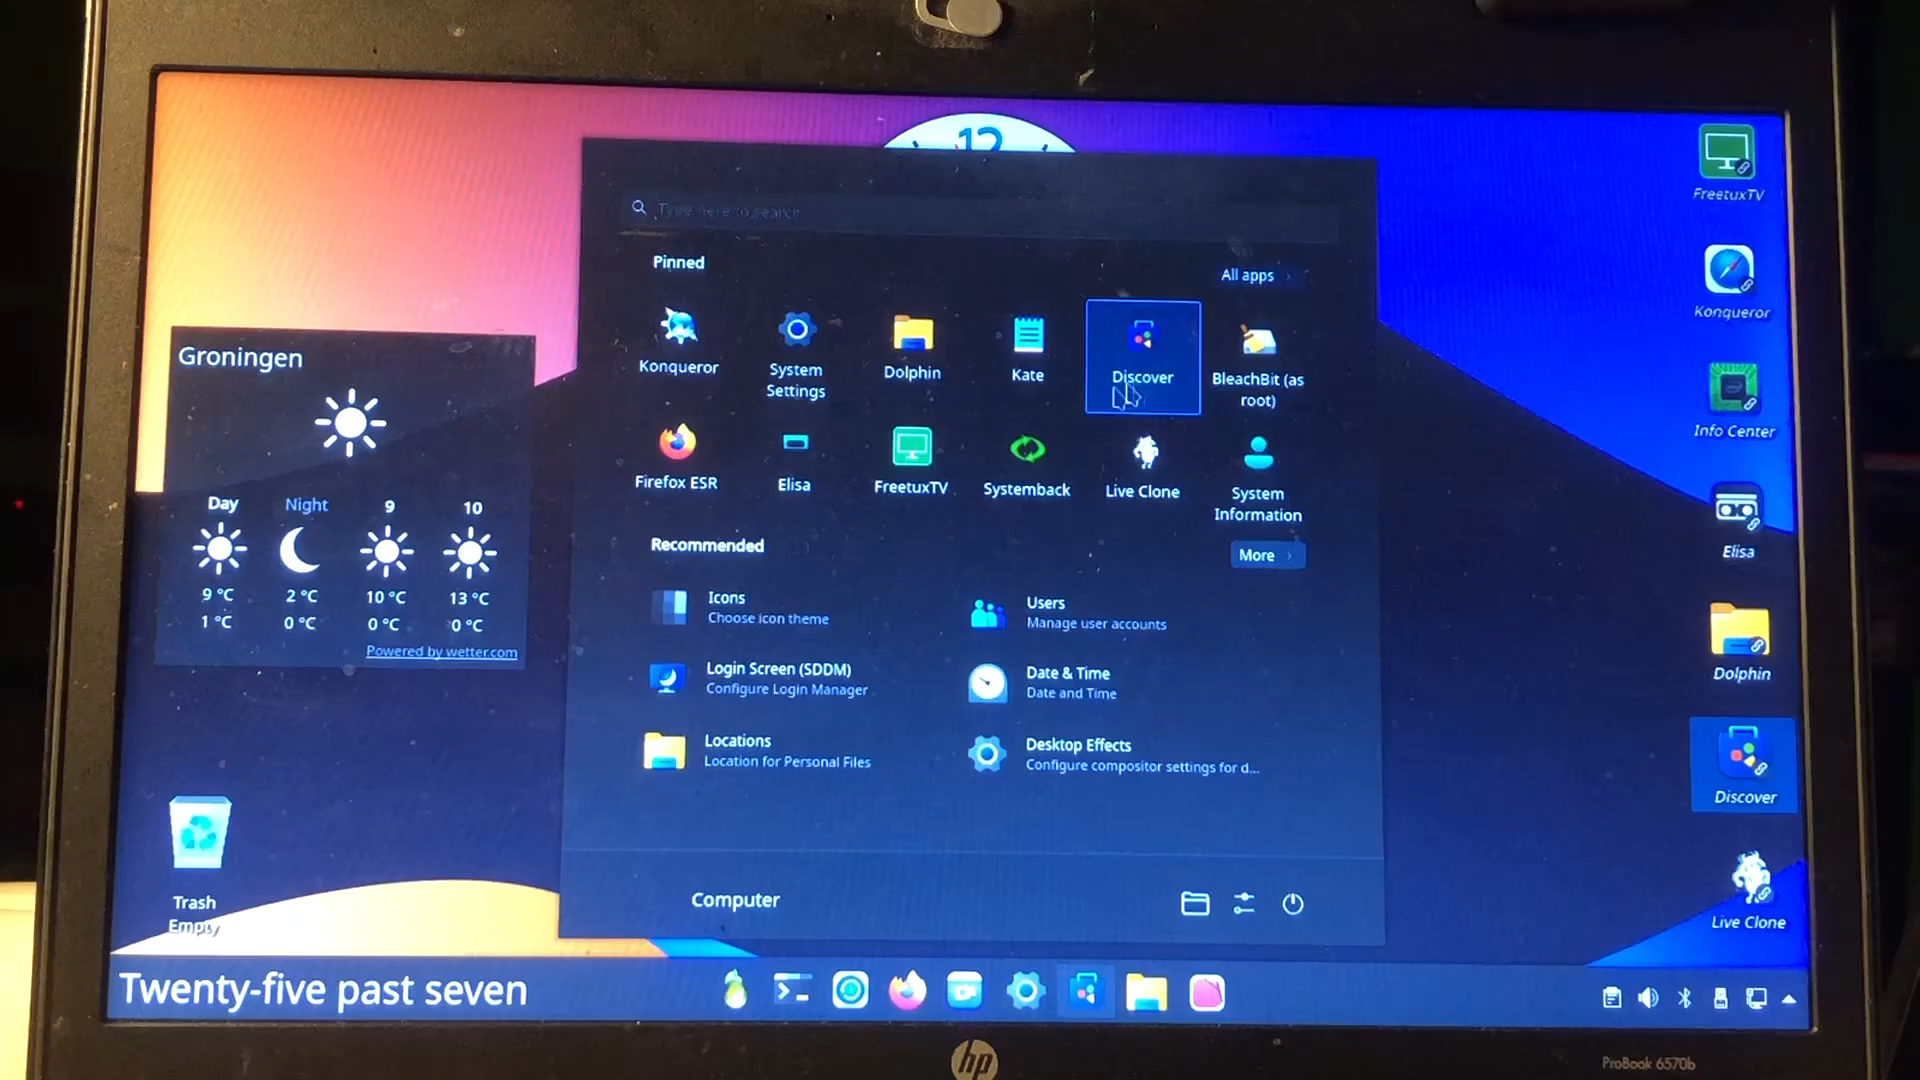 12
FreetuxTV
Konqueror
Info Center
Elisa
Dolphin
Discover
Live Clone
Type here to search
Pinned
All apps
Konqueror
System
Settings
Dolphin
Kate
Discover
BleachBit (as
root)
Firefox ESR
Elisa
FreetuxTV
Systemback
Live Clone
System
Information
Recommended
More
Icons
Choose icon theme
Users
Manage user accounts
Login Screen (SDDM)
Configure Login Manager
Date & Time
Date and Time
Locations
Location for Personal Files
Desktop Effects
Configure compositor settings for d...
Computer
Groningen
Day Night 9 10
9 °C 2 °C 10 °C 13 °C
1 °C 0 °C 0 °C 0 °C
Powered by wetter.com
Trash
Empty
Twenty-five past seven
hp
ProBook 6570b